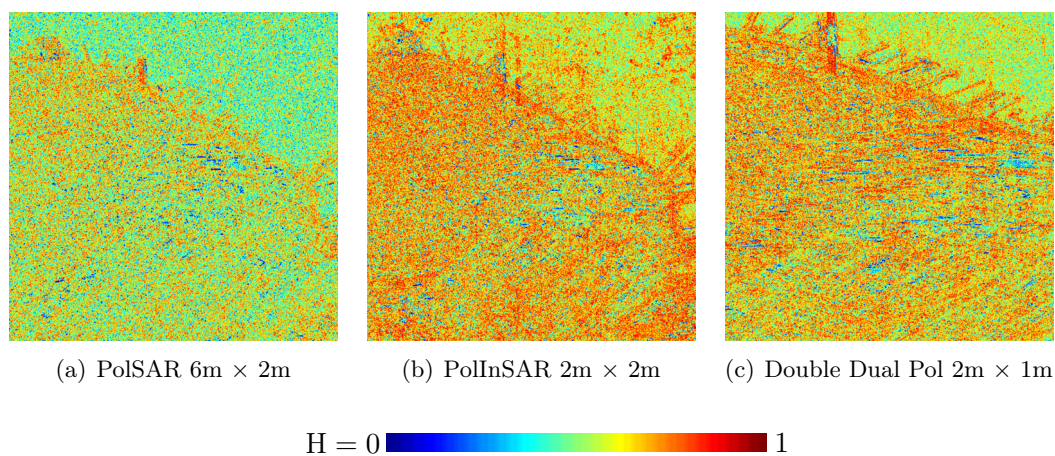 (a) PolSAR 6m × 2m
(b) PolInSAR 2m × 2m
(c) Double Dual Pol 2m × 1m
H = 0 1